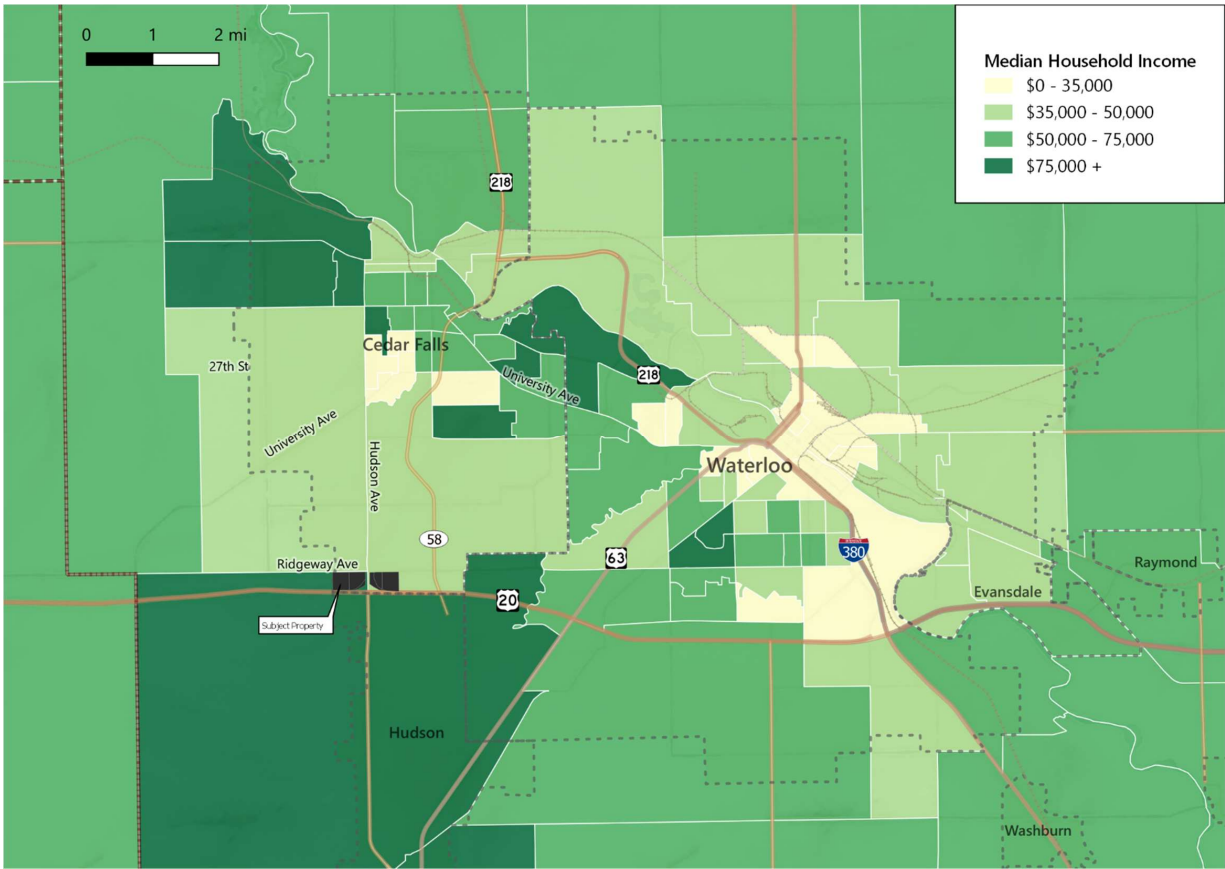 0 1 2 mi
Median Household Income
$0 - 35,000
$35,000 - 50,000
$50,000 - 75,000
$75,000 +
218
Cedar Falls
27th St
University Ave
218
University Ave
Hudson Ave
Waterloo
58
63
380
Ridgeway Ave
Raymond
Evansdale
20
Subject Property
Hudson
Washburn